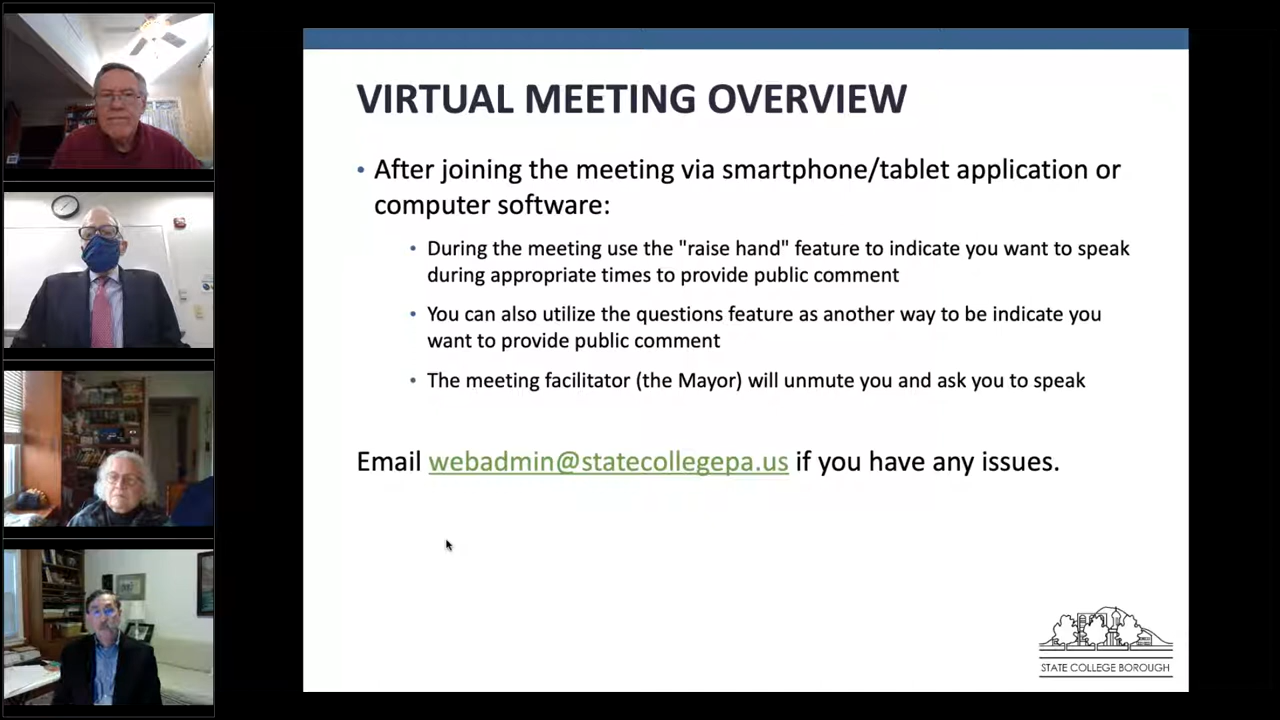 VIRTUAL MEETING OVERVIEW
• After joining the meeting via smartphone/tablet application or
computer software:
• During the meeting use the "raise hand" feature to indicate you want to speak
during appropriate times to provide public comment
• You can also utilize the questions feature as another way to be indicate you
want to provide public comment
• The meeting facilitator (the Mayor) will unmute you and ask you to speak
Email webadmin@statecollegepa.us if you have any issues.
STATE COLLEGE BOROUGH